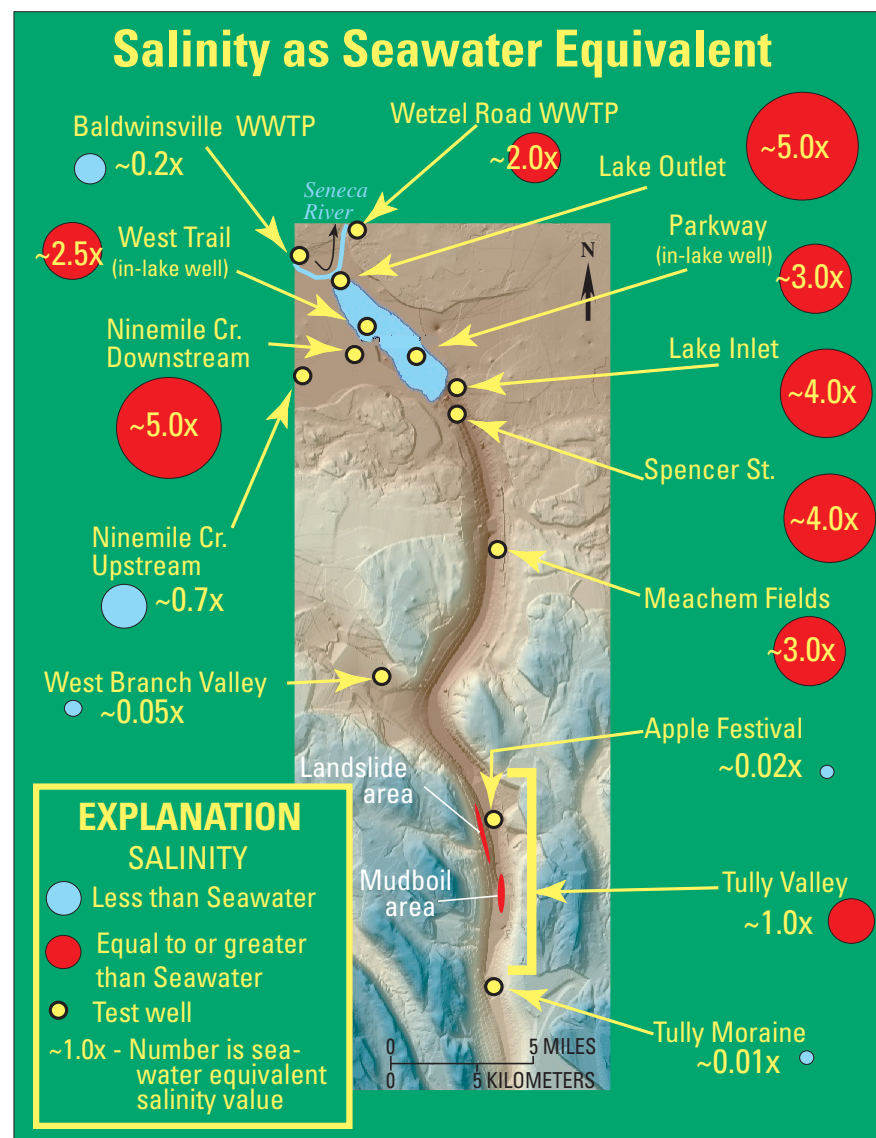 Salinity as Seawater Equivalent
Baldwinsville WWTP
~0.2x
Wetzel Road WWTP
~2.0x
Lake Outlet
~5.0x
Seneca
River
West Trail
(in-lake well)
~2.5x
Parkway
(in-lake well)
~3.0x
N
Ninemile Cr.
Downstream
~5.0x
Lake Inlet
~4.0x
Spencer St.
~4.0x
Ninemile Cr.
Upstream
~0.7x
Meachem Fields
~3.0x
West Branch Valley
~0.05x
Apple Festival
~0.02x
Landslide
area
Mudboil
area
Tully Valley
~1.0x
Tully Moraine
~0.01x
0 5 MILES
0 5 KILOMETERS
EXPLANATION
SALINITY
Less than Seawater
Equal to or greater
than Seawater
Test well
~1.0x - Number is sea-
water equivalent
salinity value